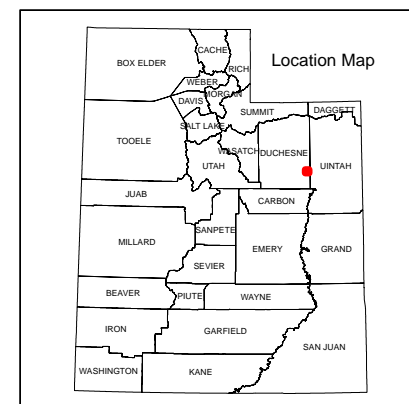 Location Map
BOX ELDER
CACHE
RICH
WEBER
MORGAN
DAVIS
SUMMIT
DAGGETT
SALT LAKE
TOOELE
WASATCH
DUCHESNE
UINTAH
UTAH
JUAB
CARBON
SANPETE
MILLARD
EMERY
GRAND
SEVIER
BEAVER
PIUTE
WAYNE
IRON
GARFIELD
SAN JUAN
WASHINGTON
KANE